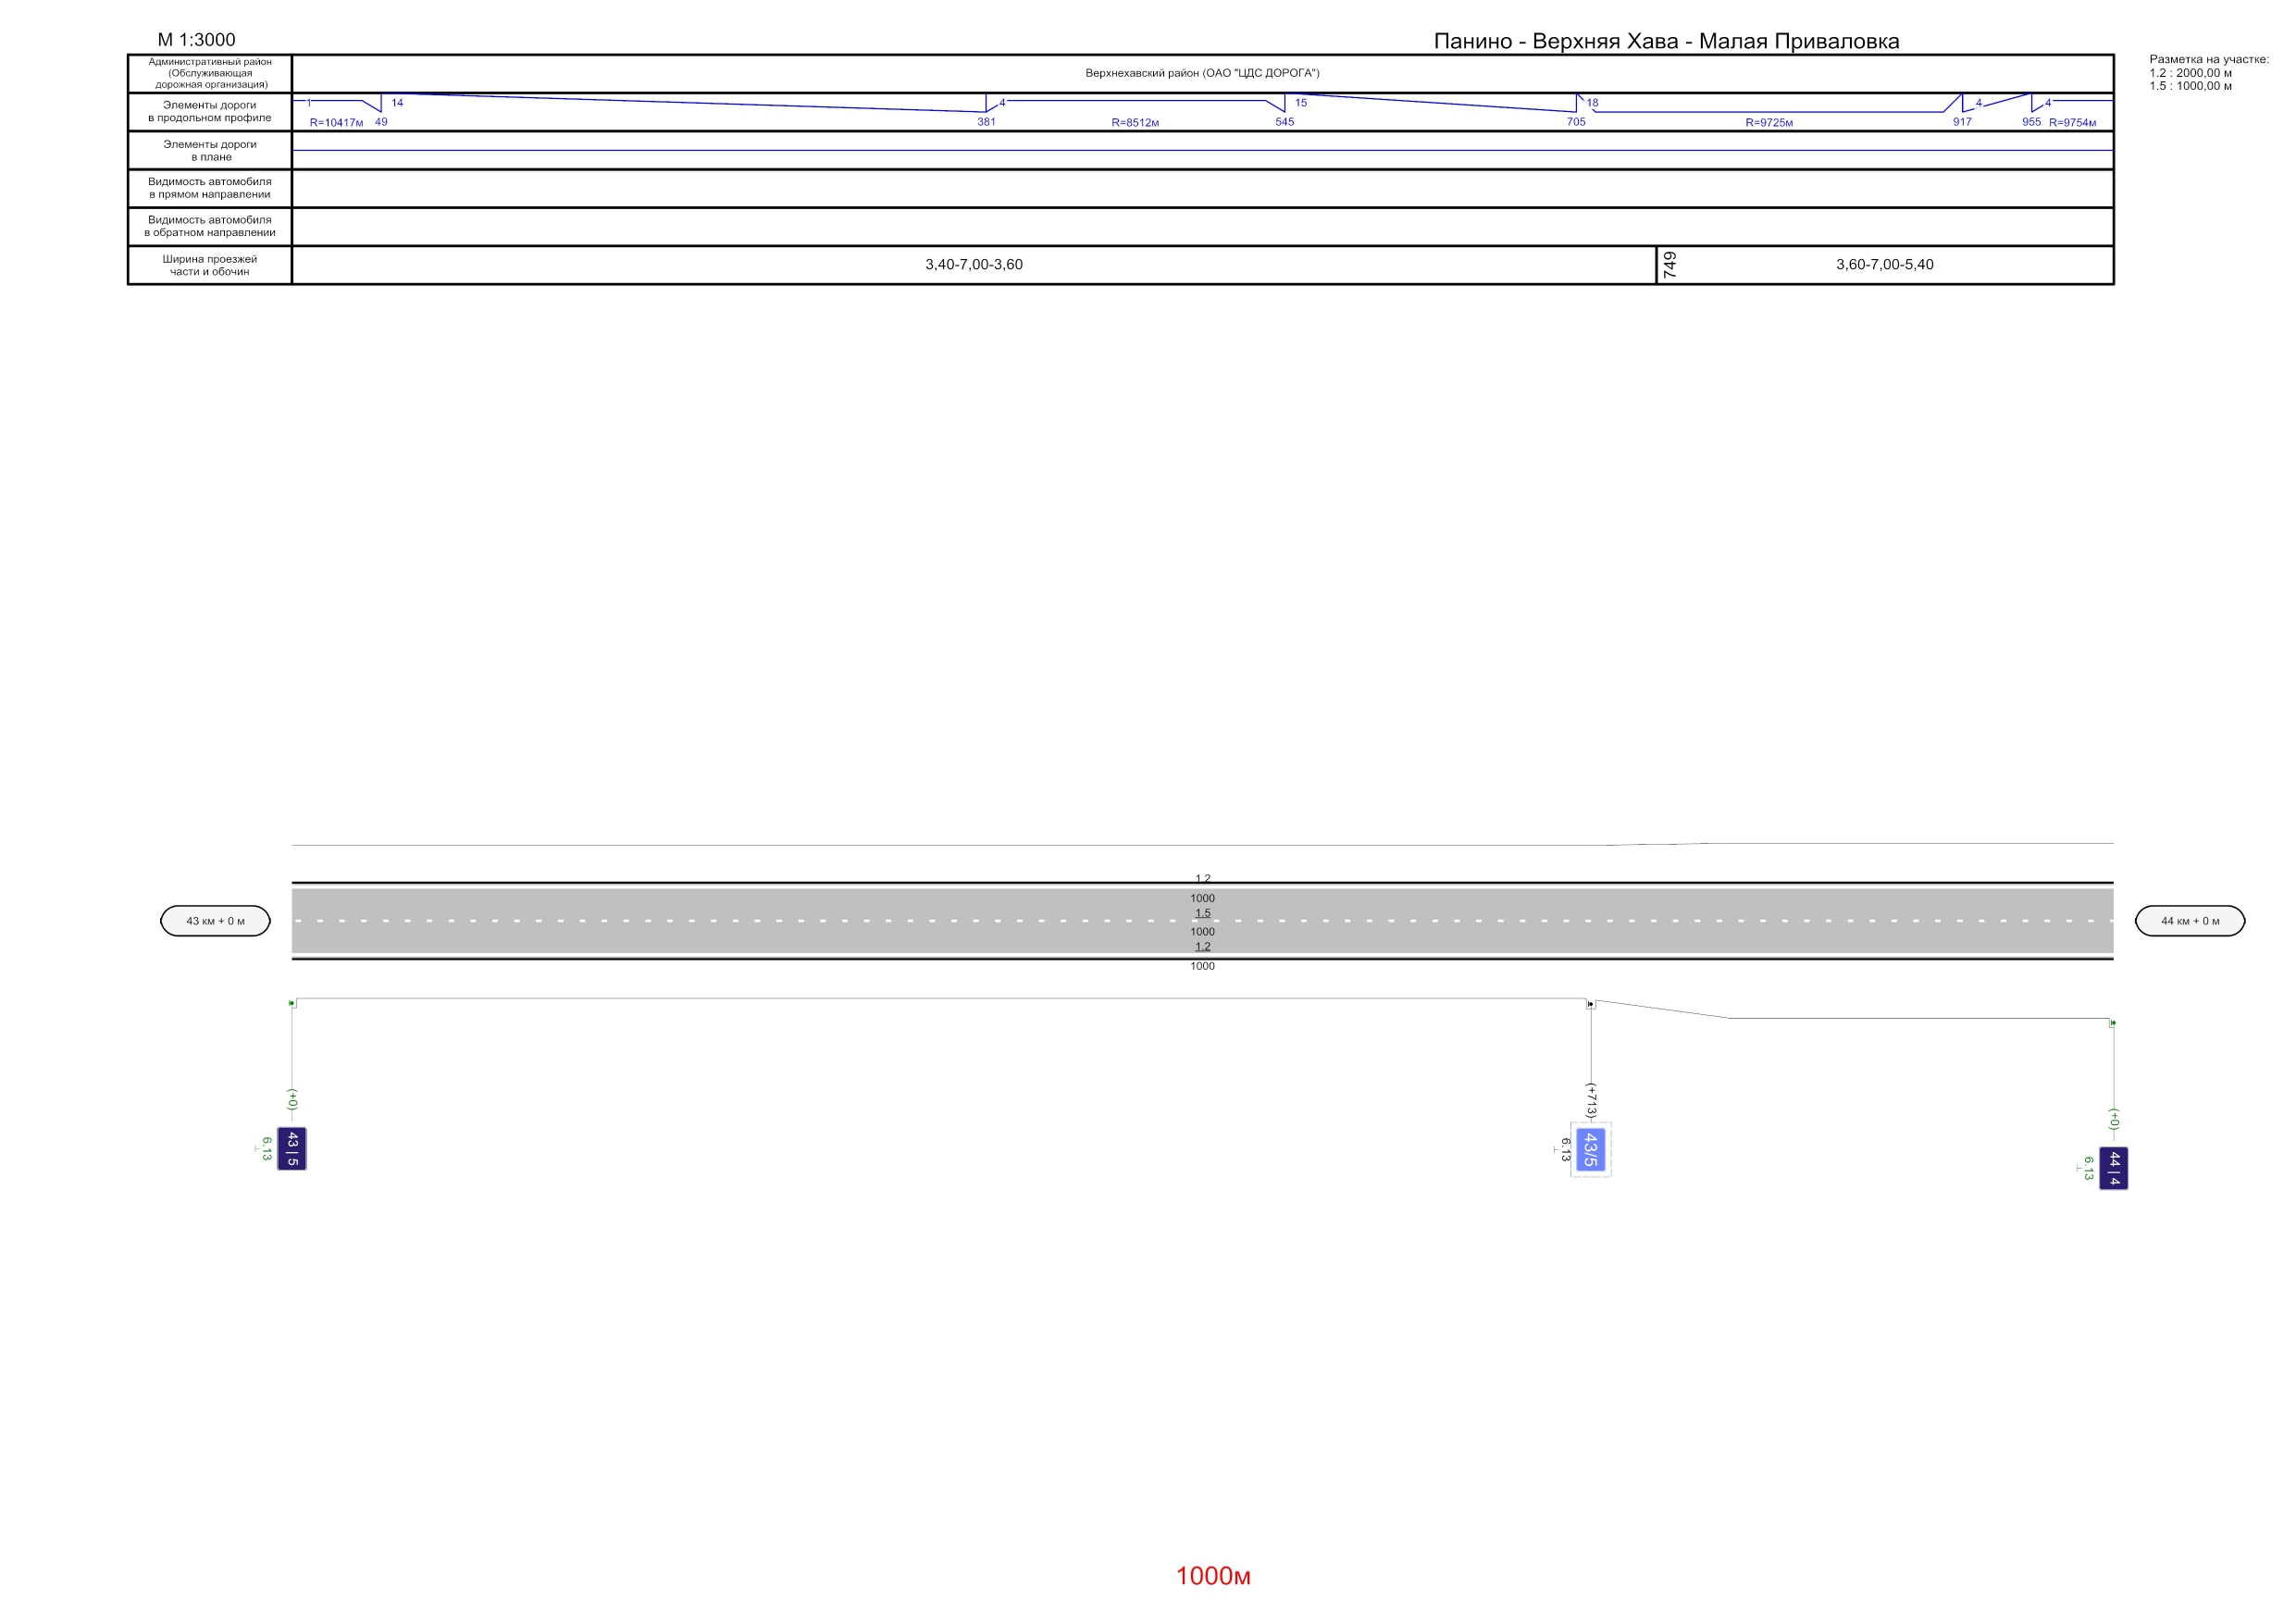 М 1:3000
Панино - Верхняя Хава - Малая Приваловка
Разметка на участке:
1.2 : 2000,00 м
1.5 : 1000,00 м
Административный район
(Обслуживающая
дорожная организация)
Верхнехавский район (ОАО "ЦДС ДОРОГА")
Элементы дороги
в продольном профиле
1 14 4 15 18 4 4
R=10417м 49 381 R=8512м 545 705 R=9725м 917 955 R=9754м
Элементы дороги
в плане
Видимость автомобиля
в прямом направлении
Видимость автомобиля
в обратном направлении
Ширина проезжей
части и обочин
3,40-7,00-3,60
749
3,60-7,00-5,40
1.2
1000
1.5
1000
1.2
1000
43 км + 0 м
44 км + 0 м
(+0)
43 | 5
6.13
(+713)
43/5
6.13
(+0)
44 | 4
6.13
1000м